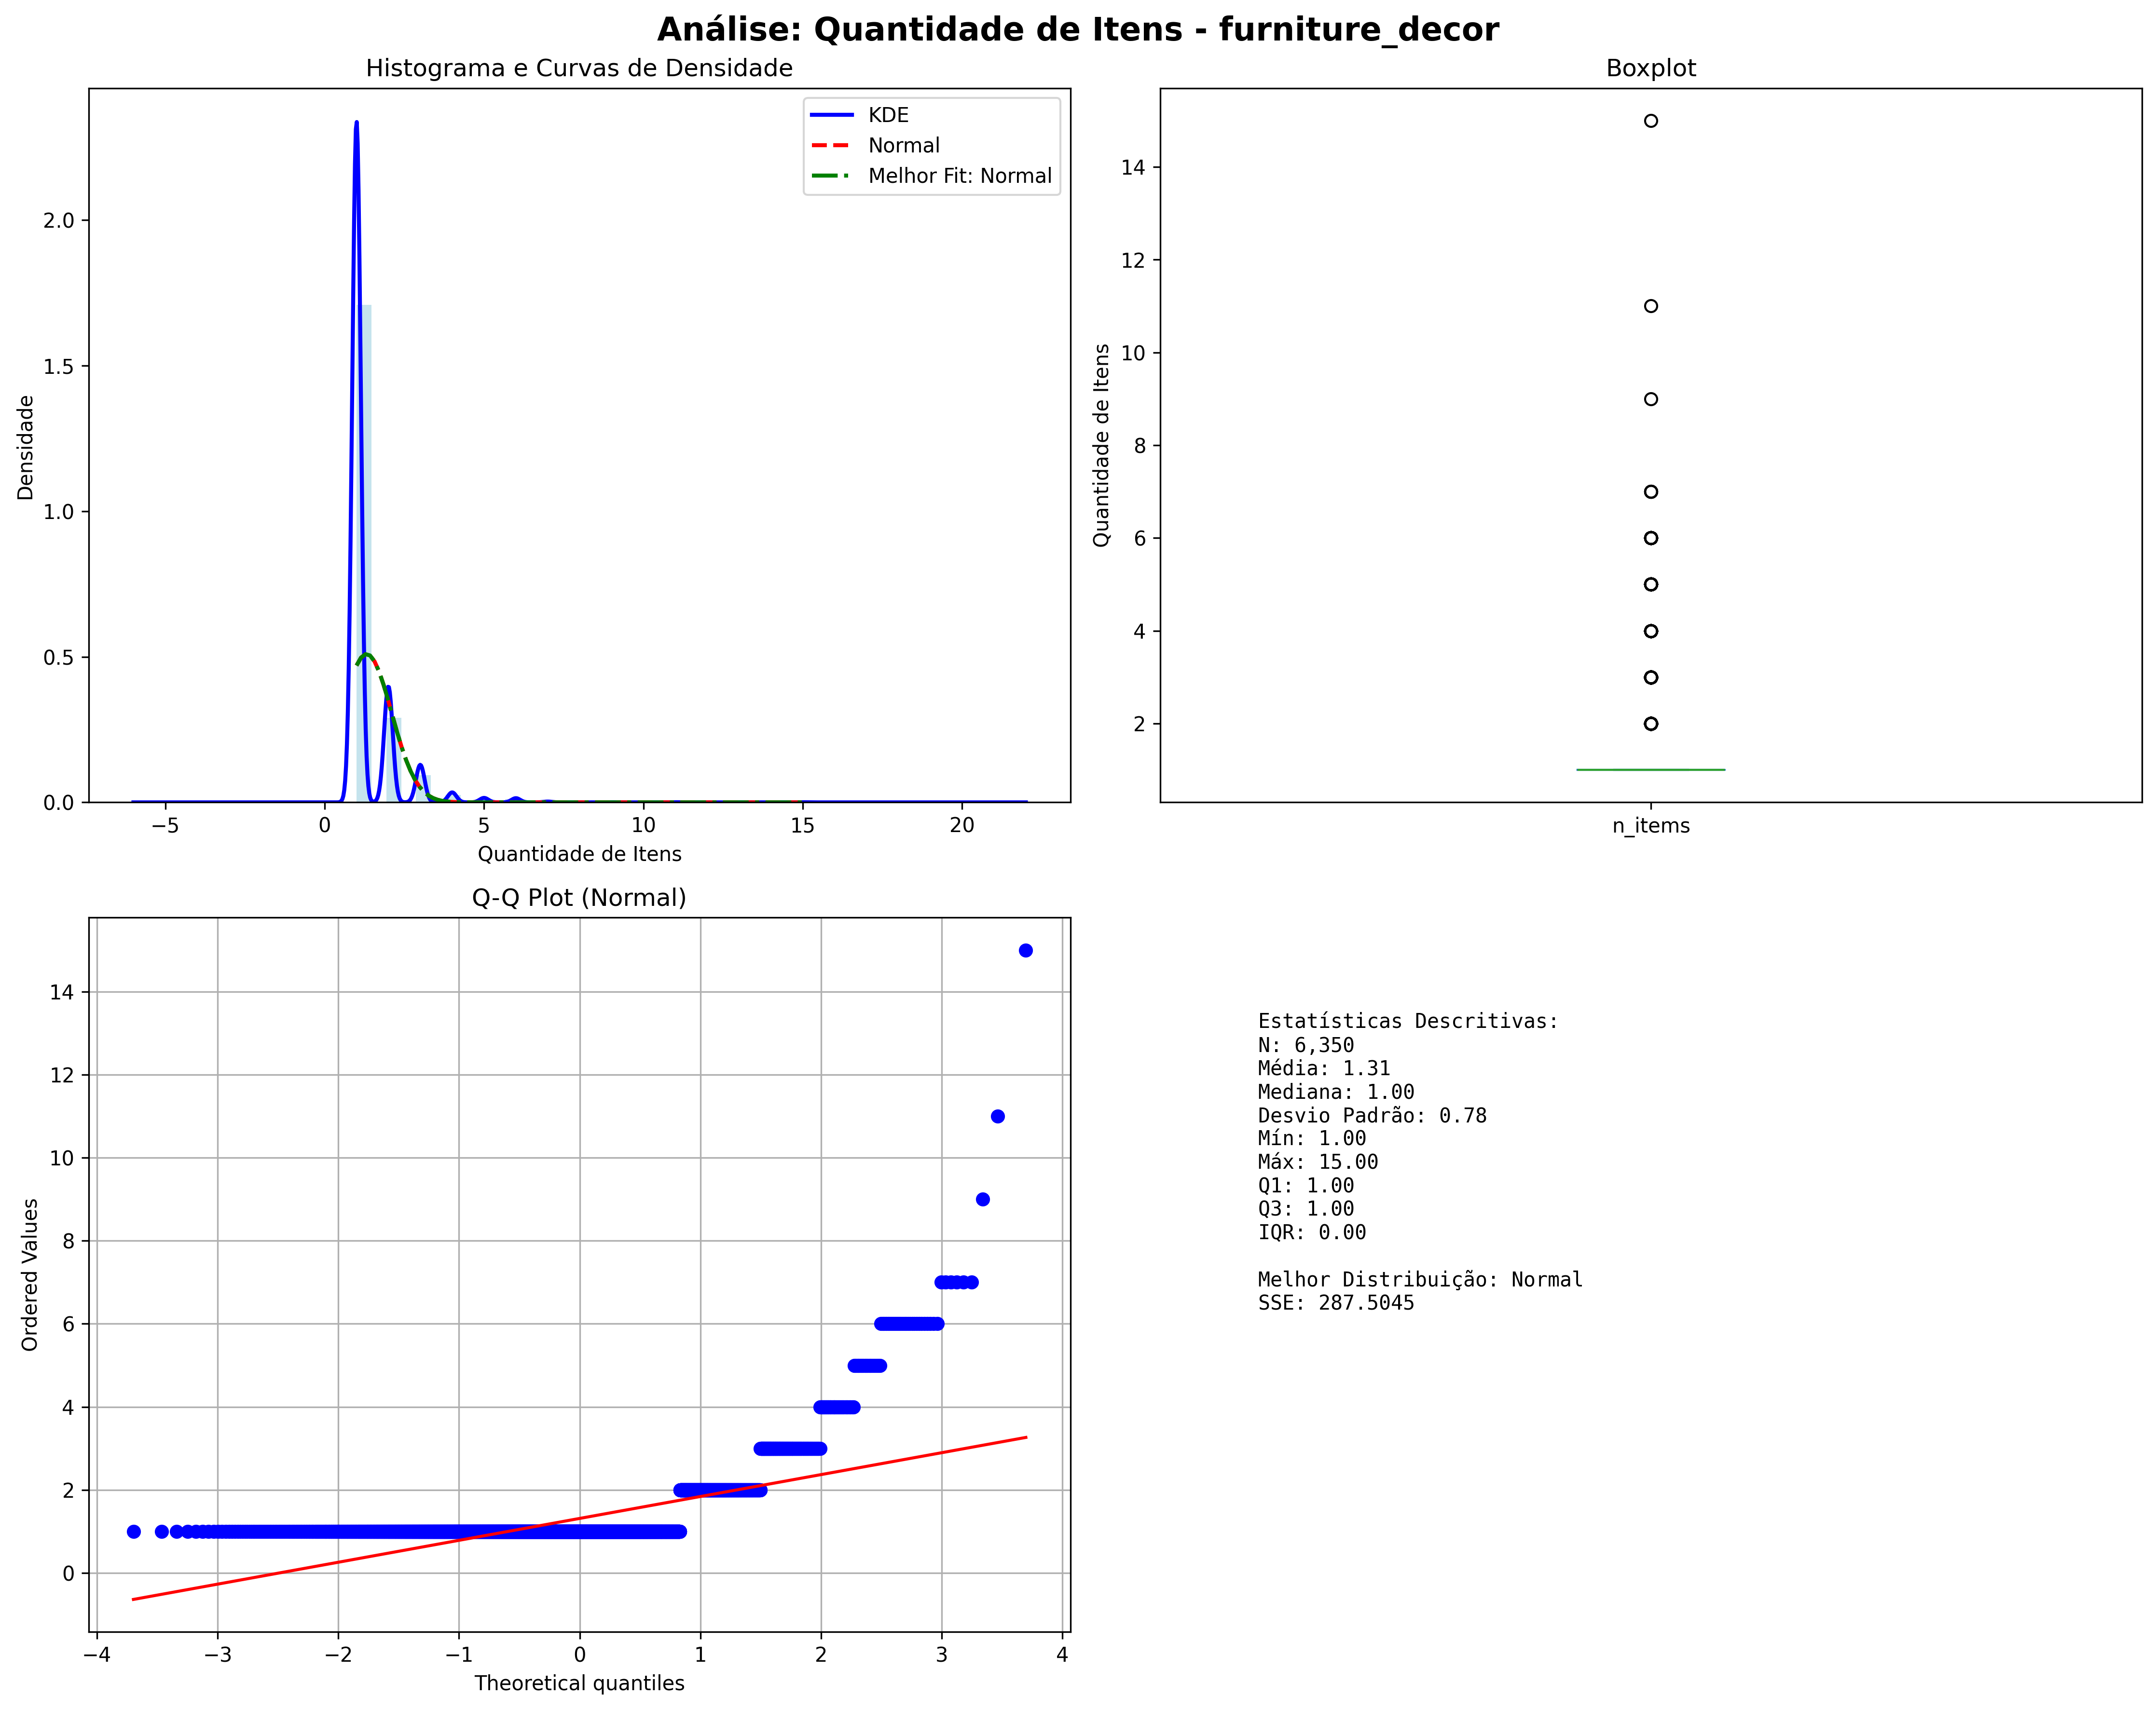 Análise: Quantidade de Itens - furniture_decor
Histograma e Curvas de Densidade
KDE
Normal
Melhor Fit: Normal
Densidade
2.0
1.5
1.0
0.5
0.0
−5
0
5
10
15
20
Quantidade de Itens
Boxplot
Quantidade de Itens
14
12
10
8
6
4
2
n_items
Q-Q Plot (Normal)
Ordered Values
14
12
10
8
6
4
2
0
−4
−3
−2
−1
0
1
2
3
4
Theoretical quantiles
Estatísticas Descritivas:
N: 6,350
Média: 1.31
Mediana: 1.00
Desvio Padrão: 0.78
Mín: 1.00
Máx: 15.00
Q1: 1.00
Q3: 1.00
IQR: 0.00
Melhor Distribuição: Normal
SSE: 287.5045